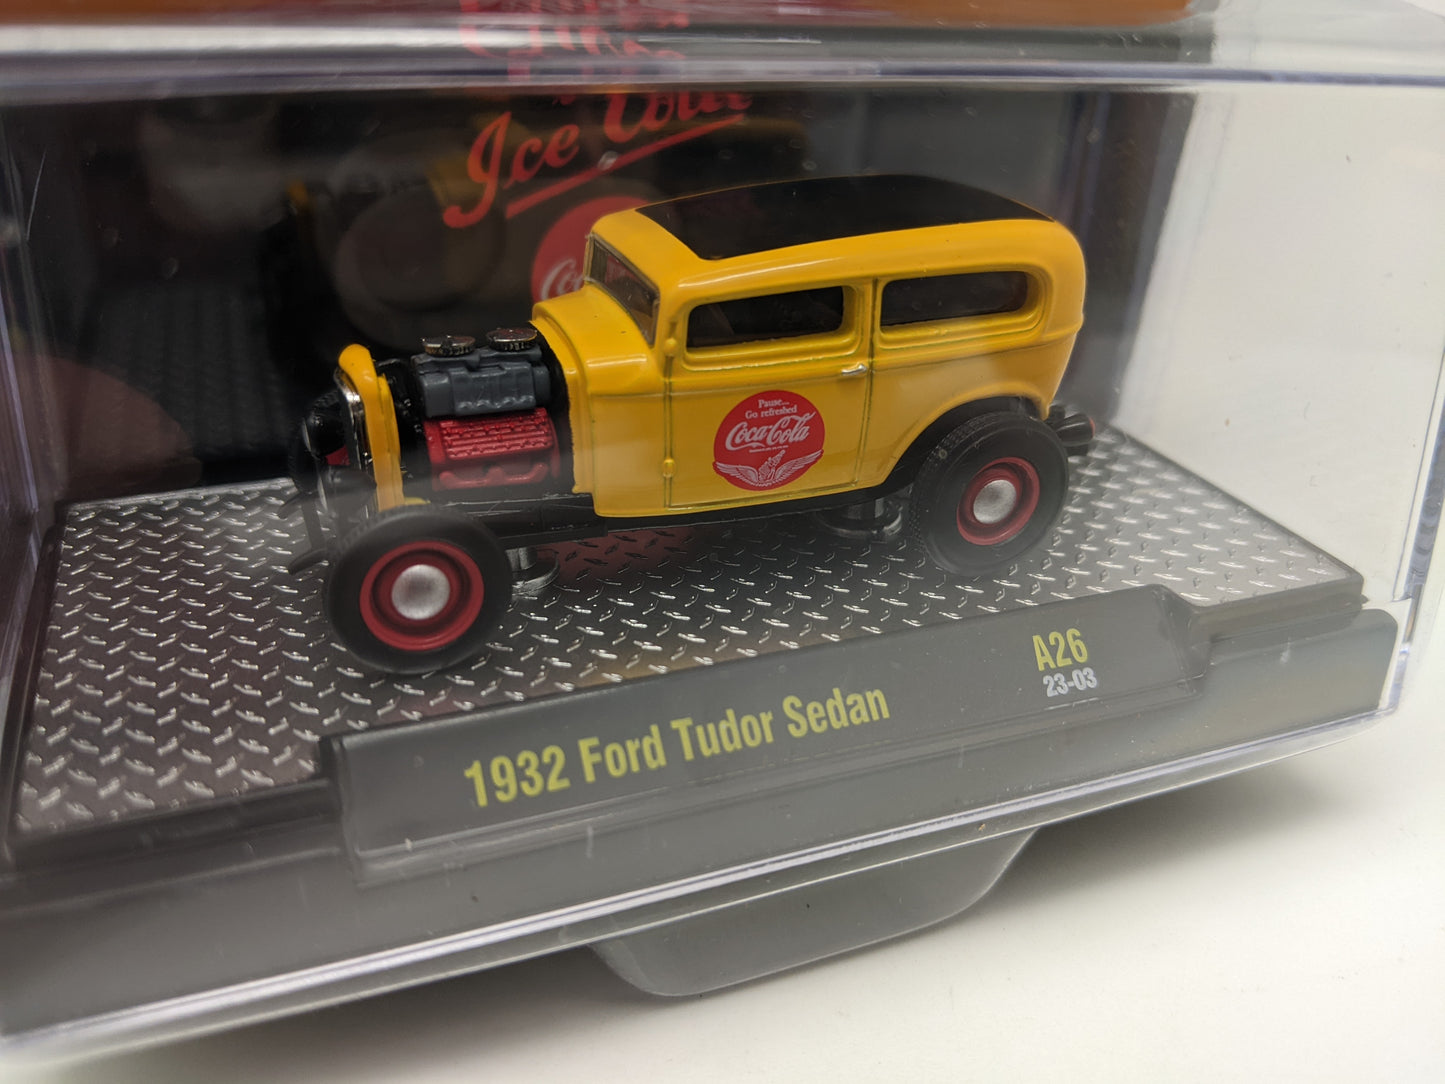 Ice Cold
Pause...
Go refreshed
Coca-Cola
1932 Ford Tudor Sedan
A26
23-03